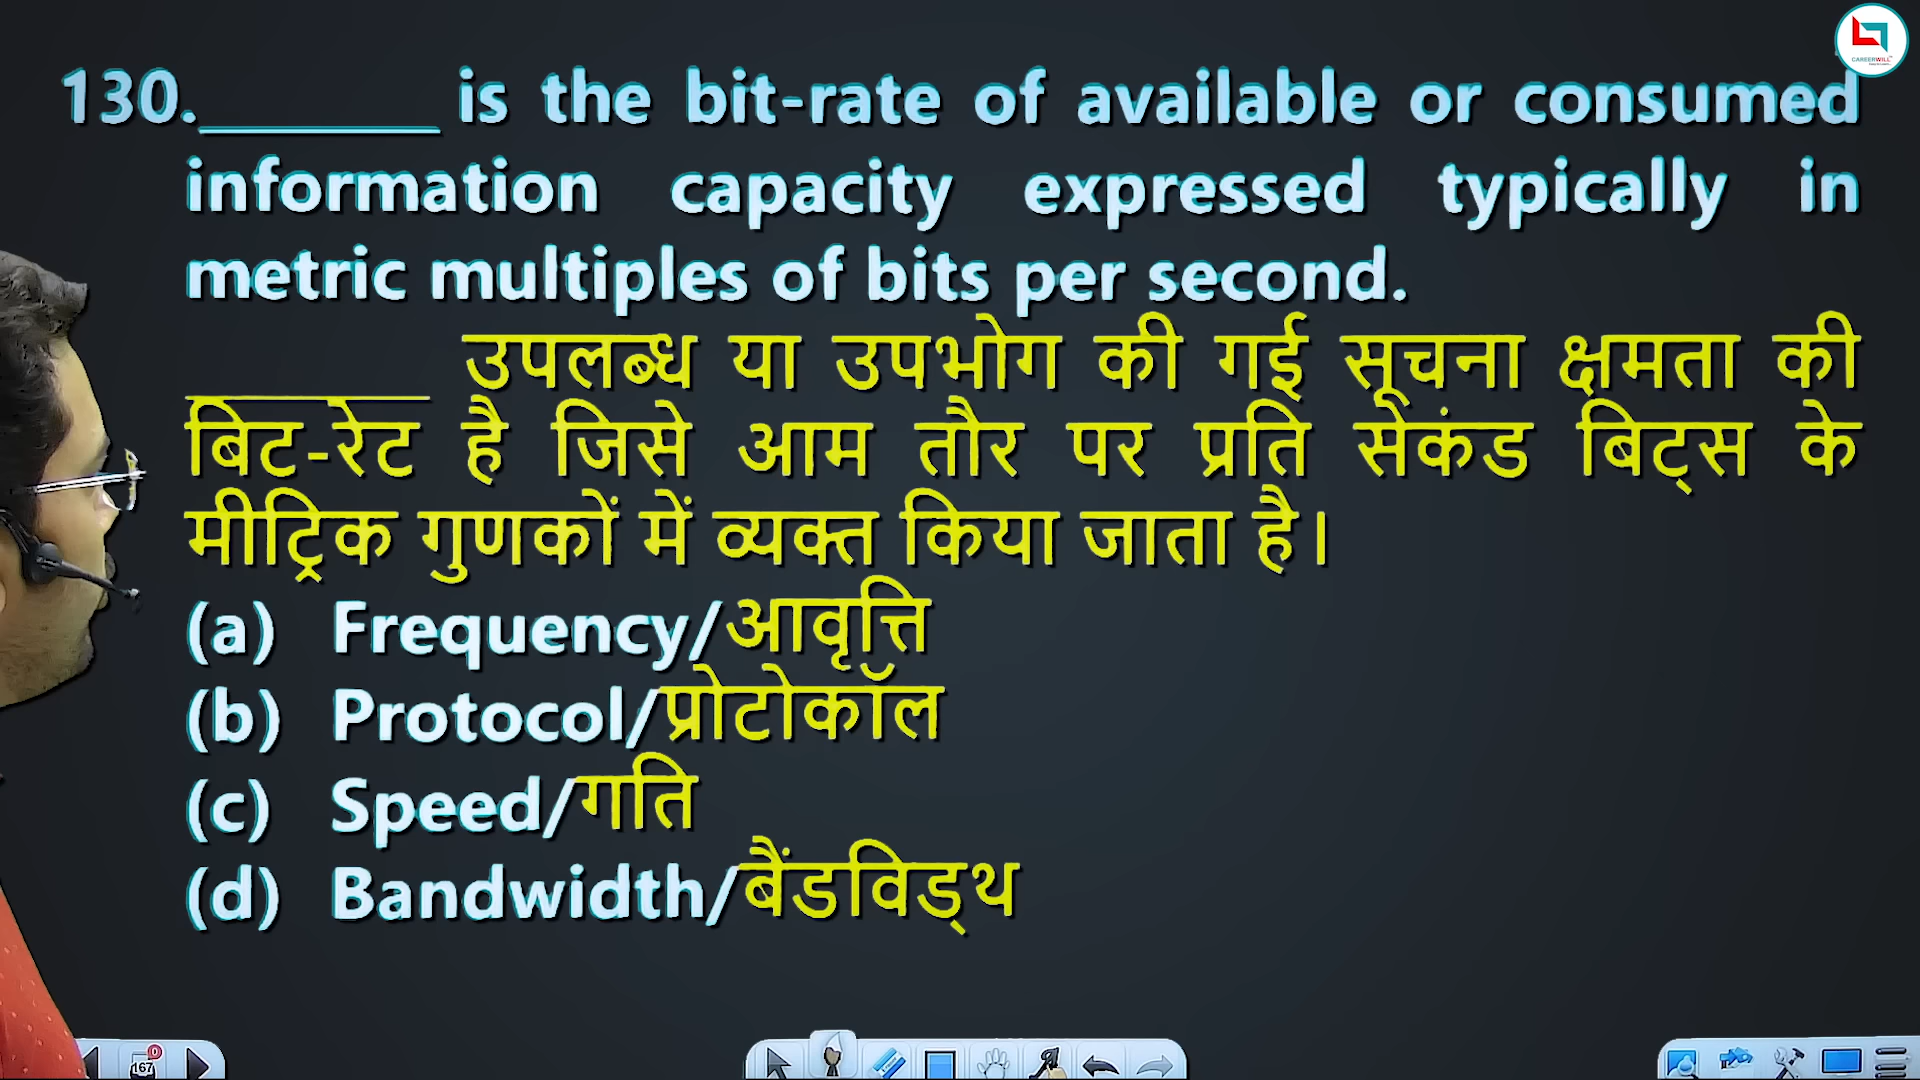 CAREERWILL
130.________ is the bit-rate of available or consumed
information capacity expressed typically in
metric multiples of bits per second.
________ उपलब्ध या उपभोग की गई सूचना क्षमता की
बिट-रेट है जिसे आम तौर पर प्रति सेकंड बिट्स के
मीट्रिक गुणकों में व्यक्त किया जाता है।
(a) Frequency/आवृत्ति
(b) Protocol/प्रोटोकॉल
(c) Speed/गति
(d) Bandwidth/बैंडविड्थ
167